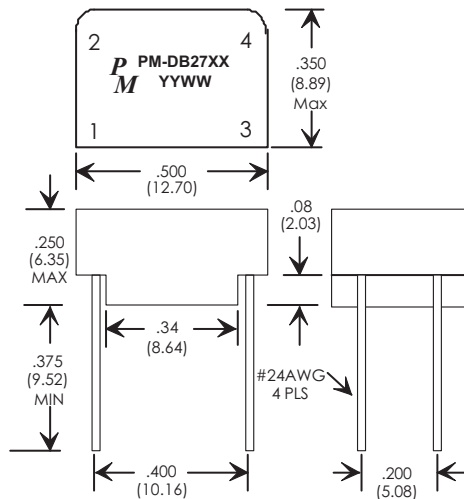 2 4
P PM-DB27XX
M YYWW
1 3
.350
(8.89)
Max
.500
(12.70)
.250
(6.35)
MAX
.08
(2.03)
.34
(8.64)
.375
(9.52)
MIN
#24AWG
4 PLS
.400
(10.16)
.200
(5.08)